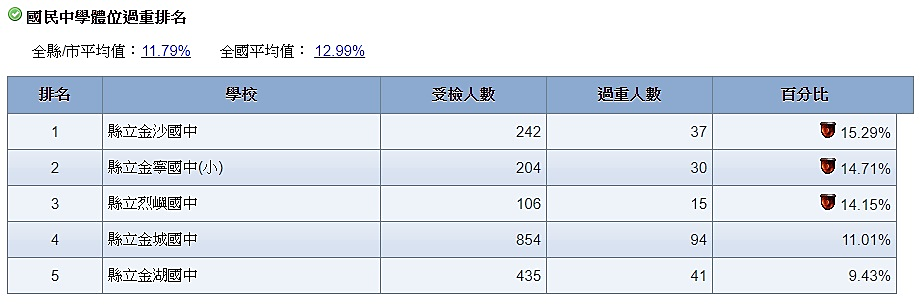 國民中學體位過重排名
全縣/市平均值：11.79% 全國平均值：12.99%
排名 學校 受檢人數 過重人數 百分比
1 縣立金沙國中 242 37 15.29%
2 縣立金寧國中(小) 204 30 14.71%
3 縣立烈嶼國中 106 15 14.15%
4 縣立金城國中 854 94 11.01%
5 縣立金湖國中 435 41 9.43%